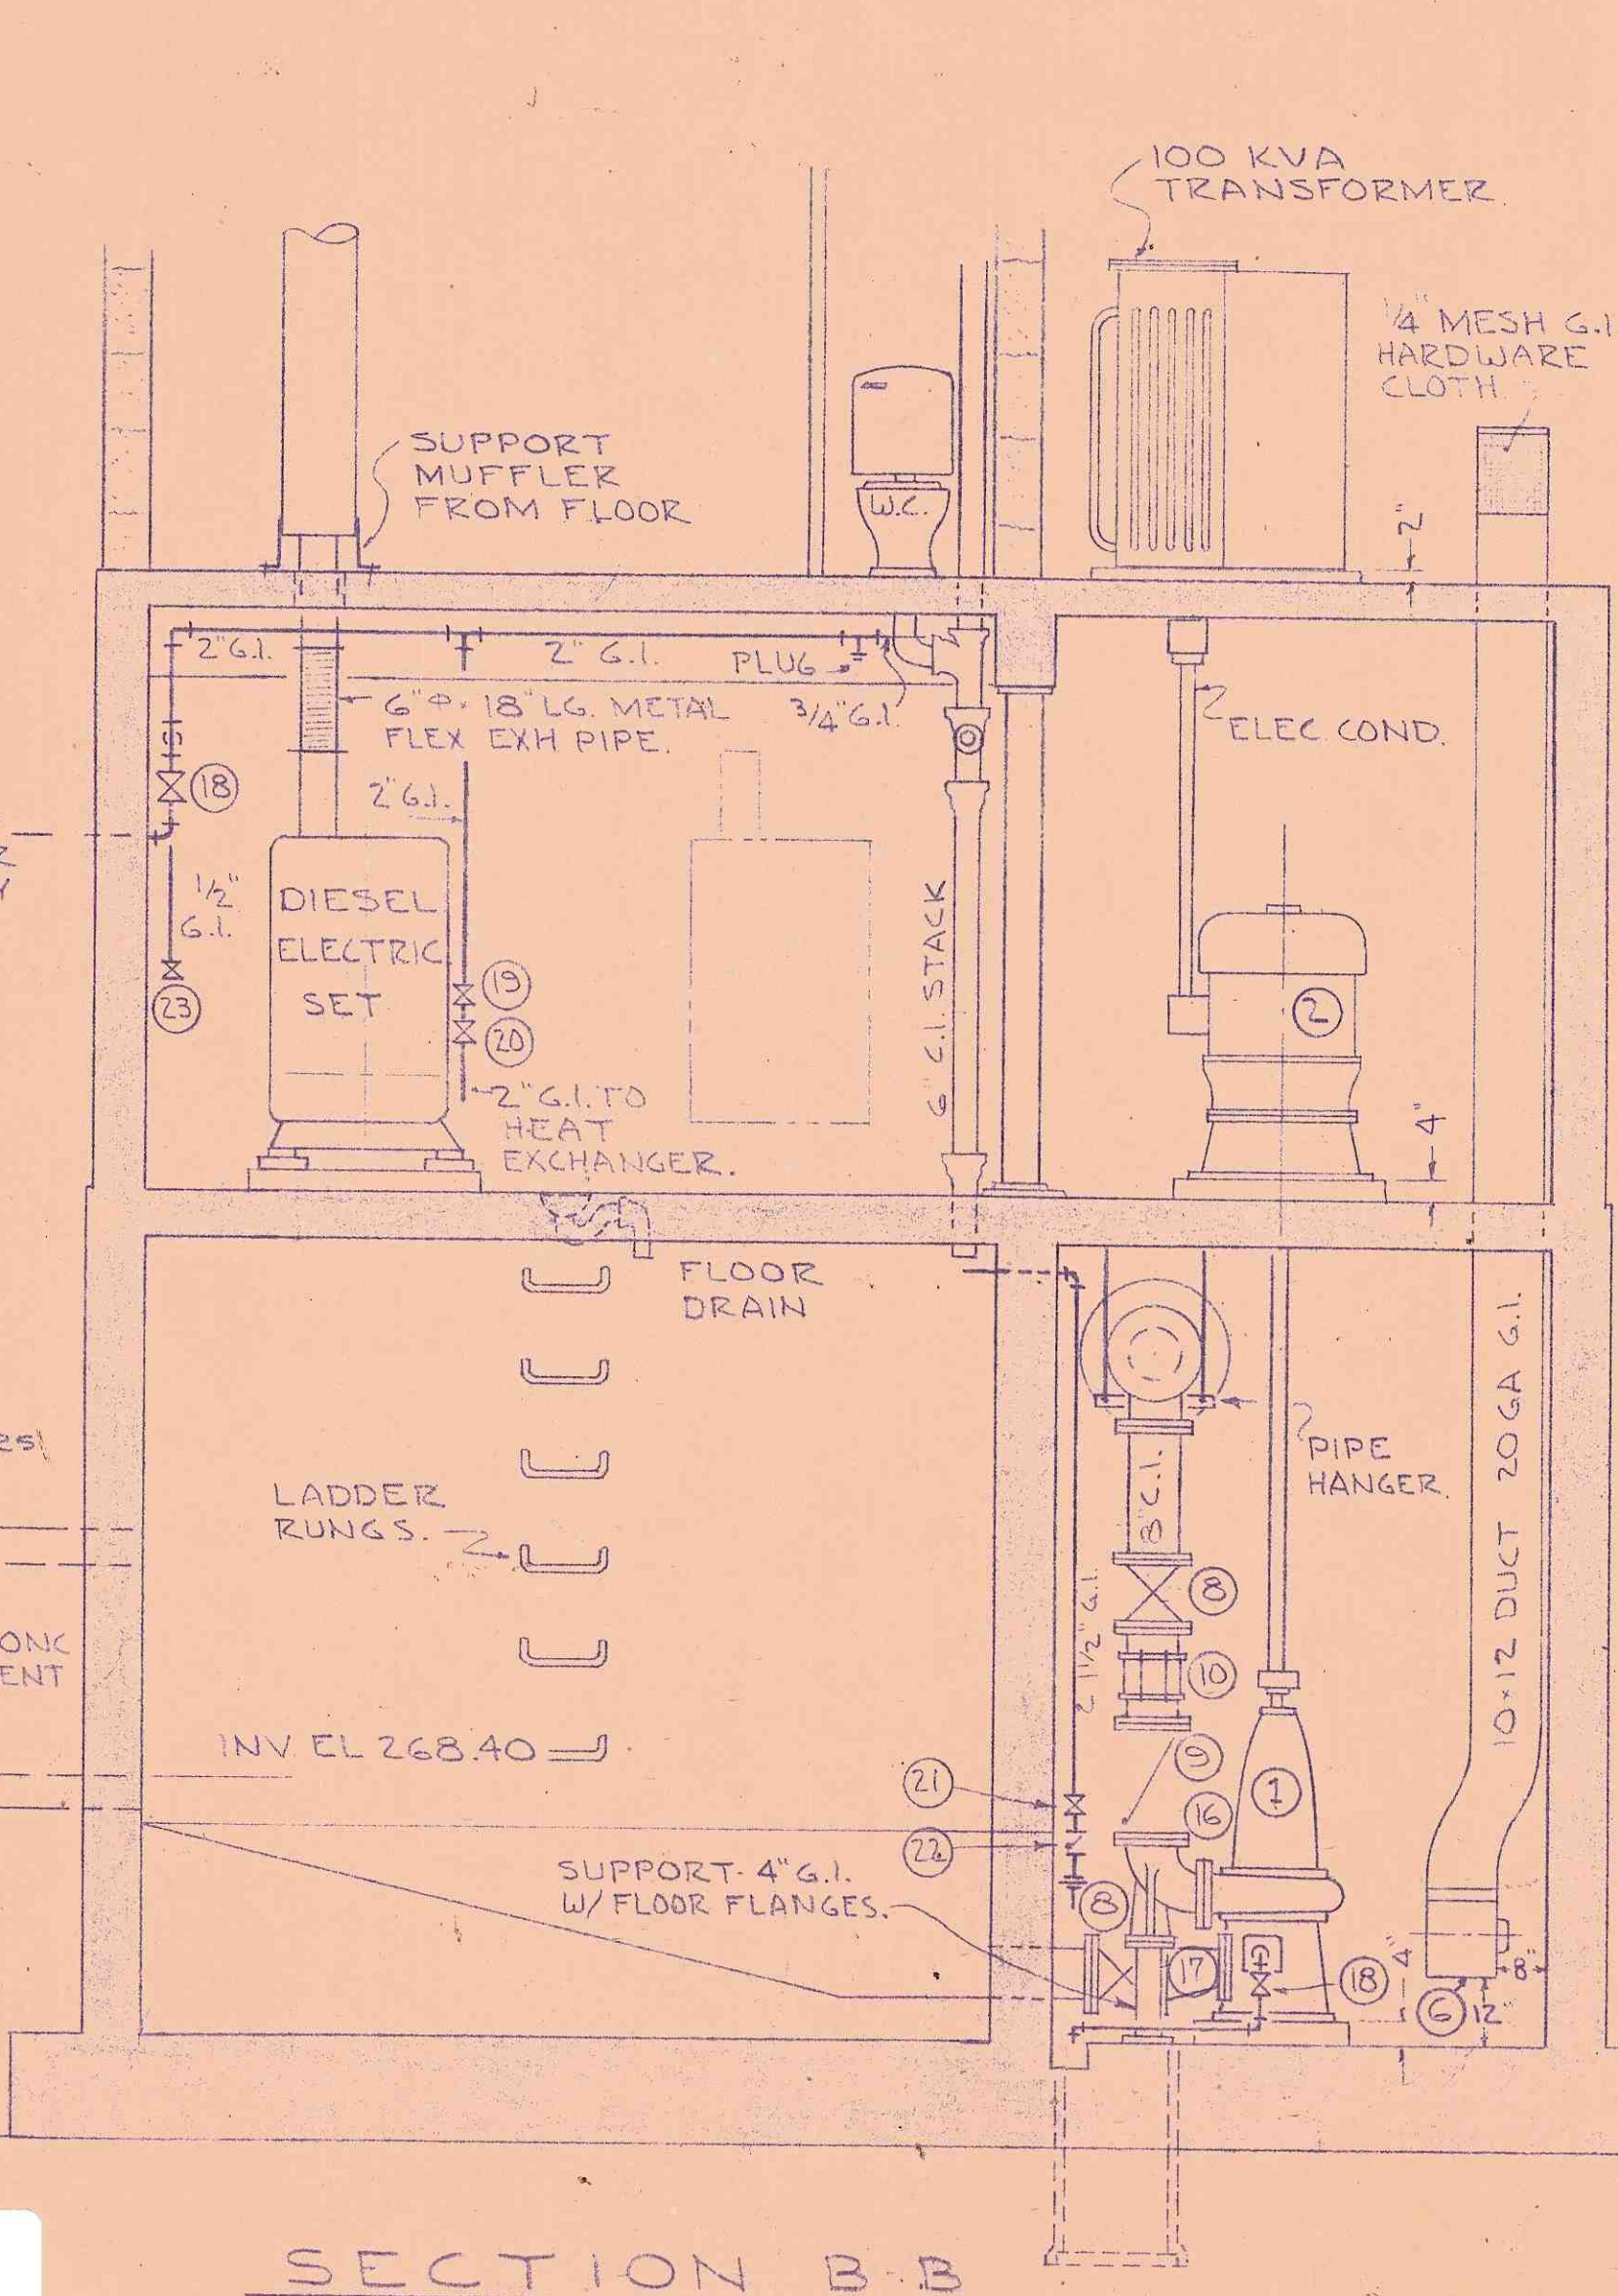 100 KVA
TRANSFORMER.
1/4" MESH G.I
HARDWARE
CLOTH
SUPPORT
MUFFLER
FROM FLOOR
W.C.
2"
2" G.I.
2" G.I.
PLUG
3/4" G.I.
6" Φ × 18" LG. METAL
FLEX EXH PIPE.
ELEC. COND.
18
2" G.I.
1/2"
G.I.
DIESEL
ELECTRIC
SET
6" C.I. STACK
19
20
23
2
2" G.I. TO
HEAT
EXCHANGER.
4"
FLOOR
DRAIN
LADDER
RUNGS.
8" C.I.
PIPE
HANGER.
10×12 DUCT 20 GA G.I.
8
2 1 1/2" G.I.
10
ONC
ENT
INV EL 268.40
9
21
1
16
22
SUPPORT- 4" G.I.
W/ FLOOR FLANGES.
8
17
18
4"
8"
6
12"
SECTION B-B